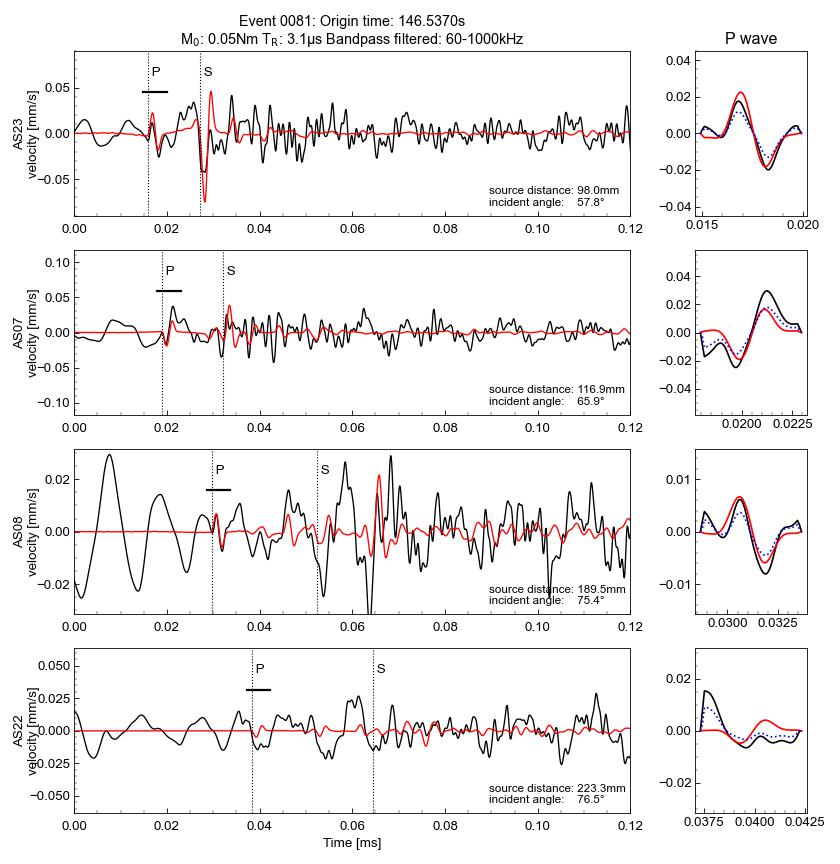 Event 0081: Origin time: 146.5370s
M0: 0.05Nm TR: 3.1μs Bandpass filtered: 60-1000kHz
P wave
AS23
velocity [mm/s]
0.05
0.00
−0.05
P
S
source distance: 98.0mm
incident angle: 57.8°
0.00 0.02 0.04 0.06 0.08 0.10 0.12
0.04
0.02
0.00
−0.02
−0.04
0.015 0.020
AS07
velocity [mm/s]
0.10
0.05
0.00
−0.05
−0.10
P
S
source distance: 116.9mm
incident angle: 65.9°
0.00 0.02 0.04 0.06 0.08 0.10 0.12
0.04
0.02
0.00
−0.02
−0.04
0.0200 0.0225
AS08
velocity [mm/s]
0.02
0.00
−0.02
P
S
source distance: 189.5mm
incident angle: 75.4°
0.00 0.02 0.04 0.06 0.08 0.10 0.12
0.01
0.00
−0.01
0.0300 0.0325
AS22
velocity [mm/s]
0.050
0.025
0.000
−0.025
−0.050
P
S
source distance: 223.3mm
incident angle: 76.5°
0.00 0.02 0.04 0.06 0.08 0.10 0.12
Time [ms]
0.02
0.00
−0.02
0.0375 0.0400 0.0425